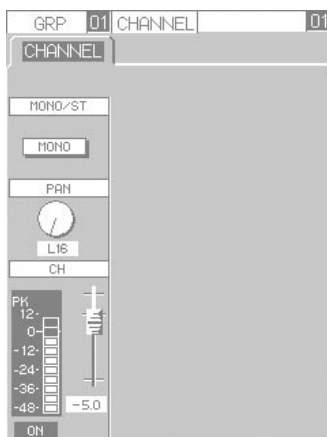 GRP 01 CHANNEL 01
CHANNEL
MONO/ST
MONO
PAN
L16
CH
PK
12-
0-
-12-
-24-
-36-
-48-
-5.0
ON